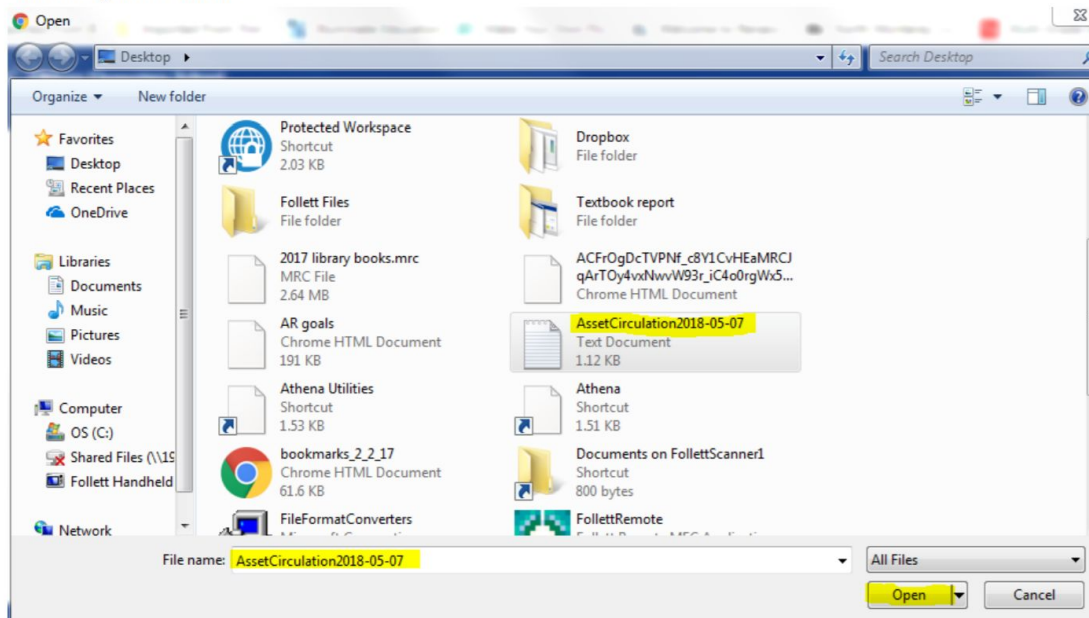 Open
Desktop
Search Desktop
Organize
New folder
Favorites
Desktop
Recent Places
OneDrive
Libraries
Documents
Music
Pictures
Videos
Computer
OS (C:)
Shared Files (\\19
Follett Handheld
Network
Protected Workspace
Shortcut
2.03 KB
Dropbox
File folder
Follett Files
File folder
Textbook report
File folder
2017 library books.mrc
MRC File
2.64 MB
ACFrOgDcTVPNf_c8Y1CvHEaMRCJ
qArTOy4vxNwvW93r_iC4o0rgWx5...
Chrome HTML Document
AR goals
Chrome HTML Document
191 KB
AssetCirculation2018-05-07
Text Document
1.12 KB
Athena Utilities
Shortcut
1.53 KB
Athena
Shortcut
1.51 KB
bookmarks_2_2_17
Chrome HTML Document
61.6 KB
Documents on FollettScanner1
Shortcut
800 bytes
FileFormatConverters
FollettRemote
File name: AssetCirculation2018-05-07
All Files
Open
Cancel